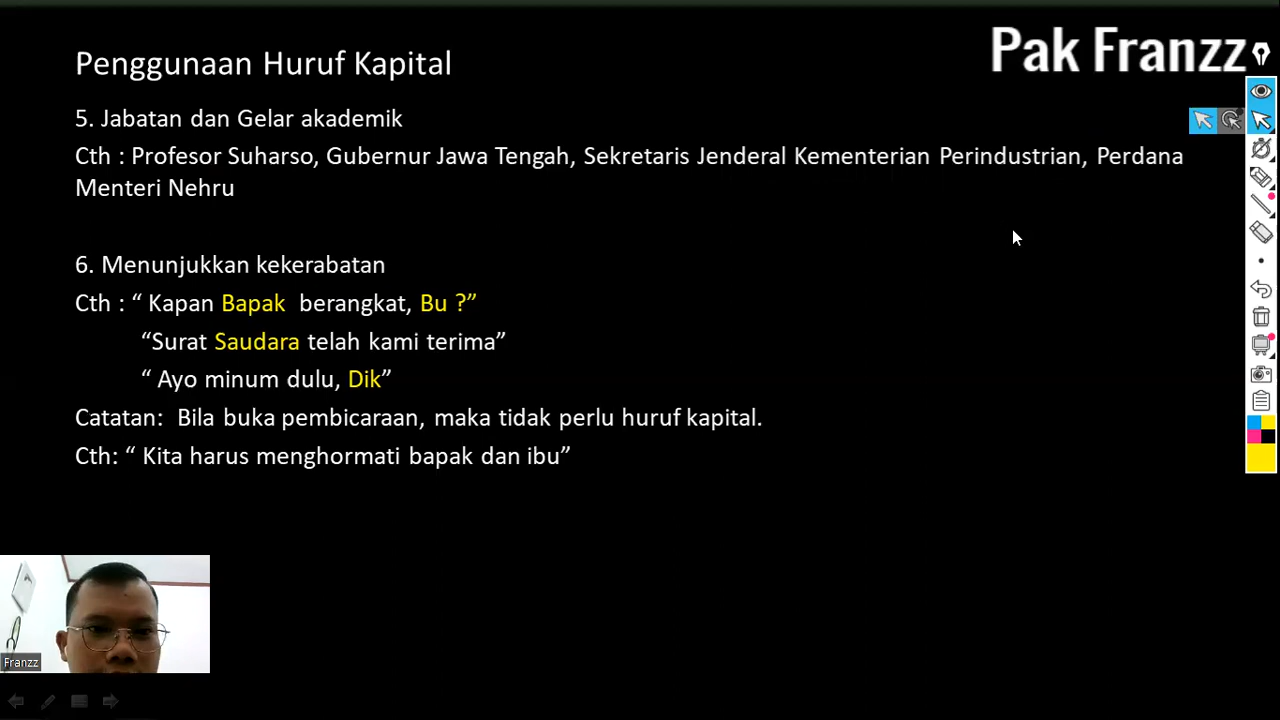 Pak Franzz
Penggunaan Huruf Kapital
5. Jabatan dan Gelar akademik
Cth : Profesor Suharso, Gubernur Jawa Tengah, Sekretaris Jenderal Kementerian Perindustrian, Perdana
Menteri Nehru
6. Menunjukkan kekerabatan
Cth : “ Kapan Bapak berangkat, Bu ?”
“Surat Saudara telah kami terima”
“ Ayo minum dulu, Dik”
Catatan: Bila buka pembicaraan, maka tidak perlu huruf kapital.
Cth: “ Kita harus menghormati bapak dan ibu”
Franzz